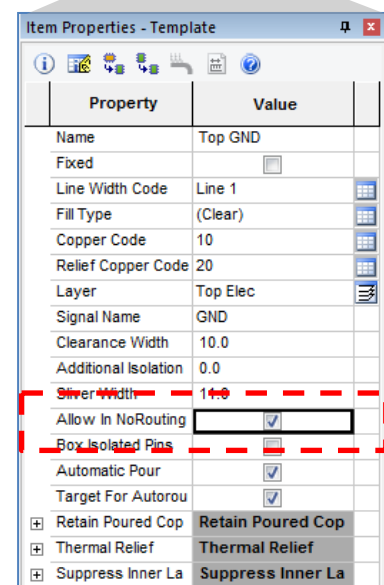 Item Properties - Template
Property Value
Name Top GND
Fixed
Line Width Code Line 1
Fill Type (Clear)
Copper Code 10
Relief Copper Code 20
Layer Top Elec
Signal Name GND
Clearance Width 10.0
Additional Isolation 0.0
Sliver Width 11.0
Allow In NoRouting
Box Isolated Pins
Automatic Pour
Target For Autorou
Retain Poured Cop Retain Poured Cop
Thermal Relief Thermal Relief
Suppress Inner La Suppress Inner La